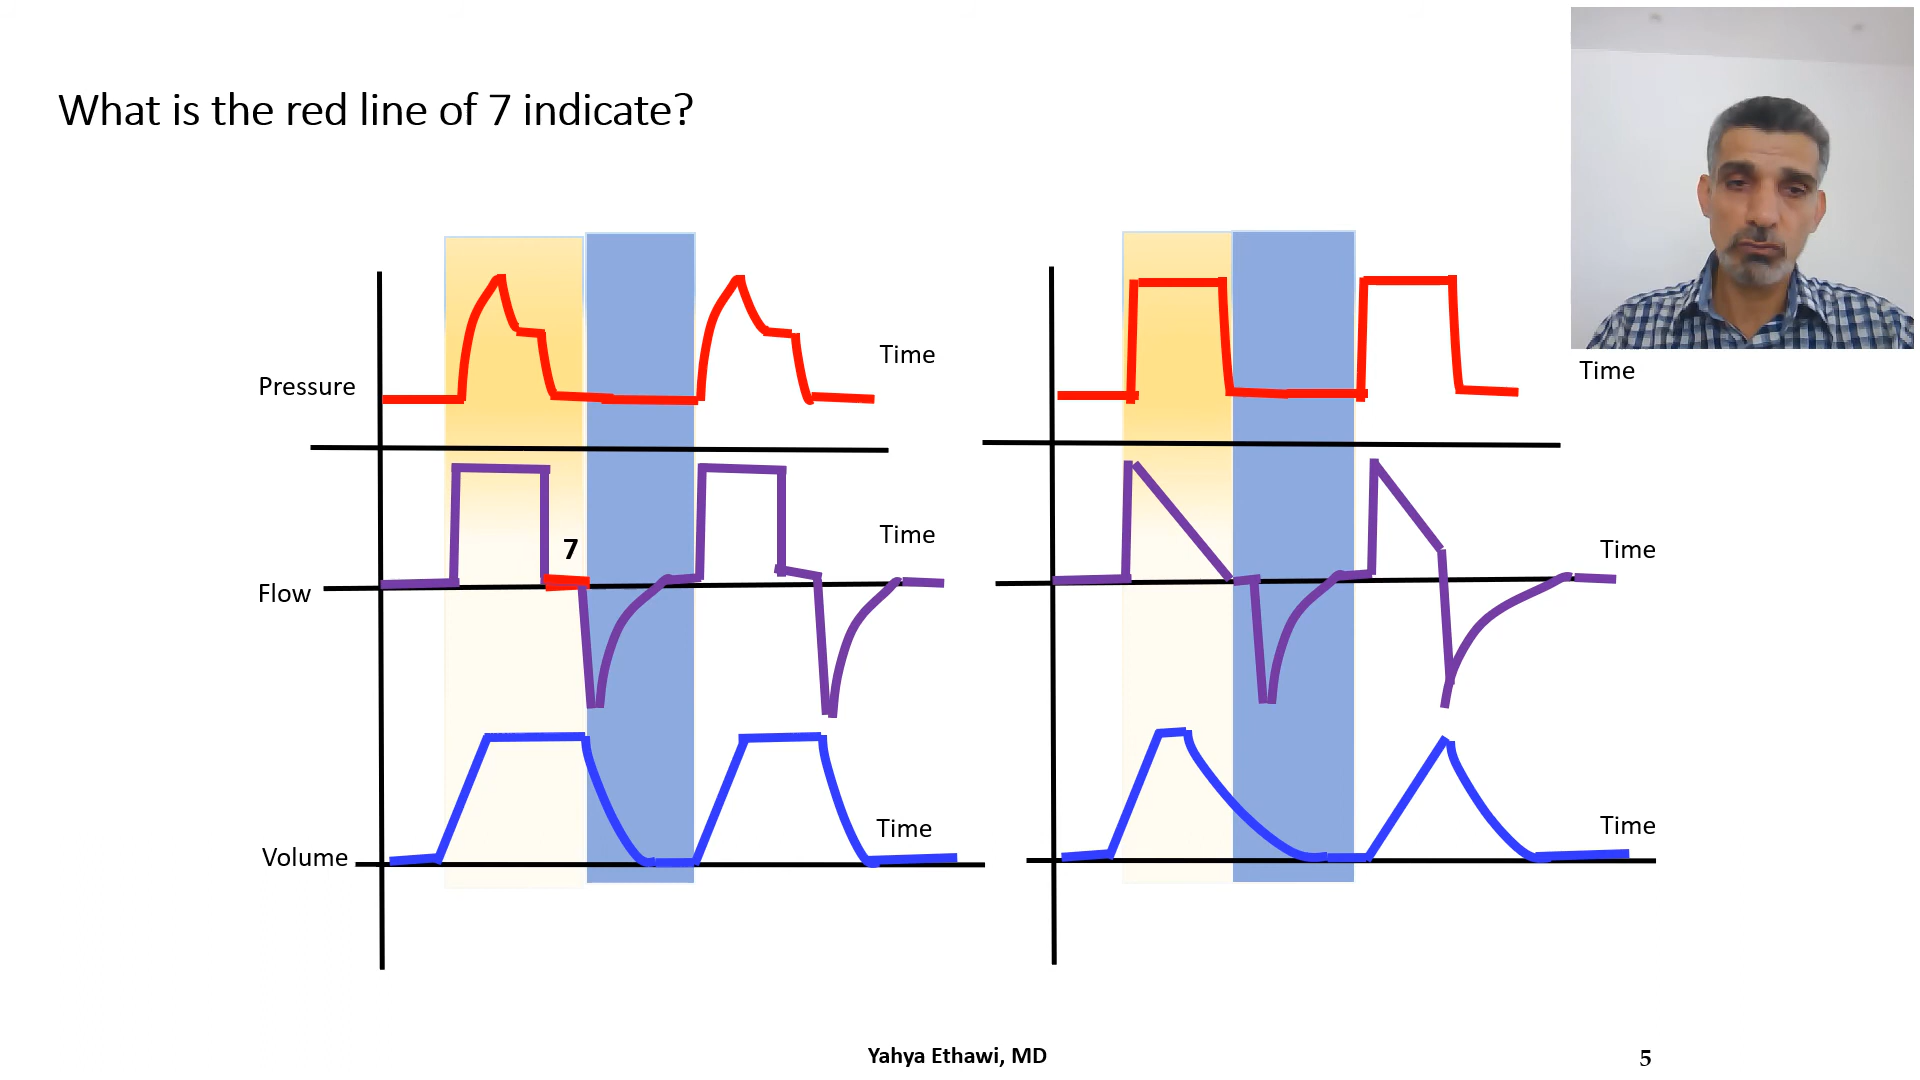 What is the red line of 7 indicate?
Time
Time
Pressure
Time
Time
7
Flow
Time
Time
Volume
Yahya Ethawi, MD
5